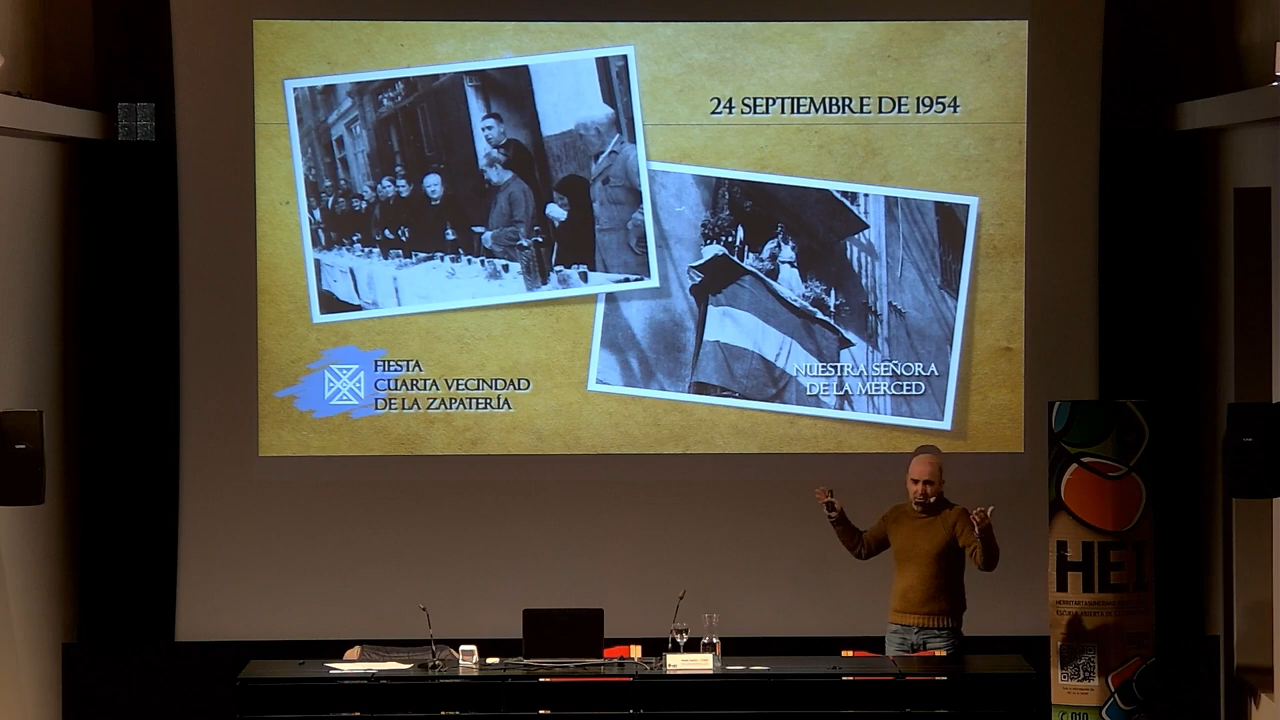 24 SEPTIEMBRE DE 1954
NUESTRA SEÑORA
DE LA MERCED
FIESTA
CUARTA VECINDAD
DE LA ZAPATERÍA
HEI